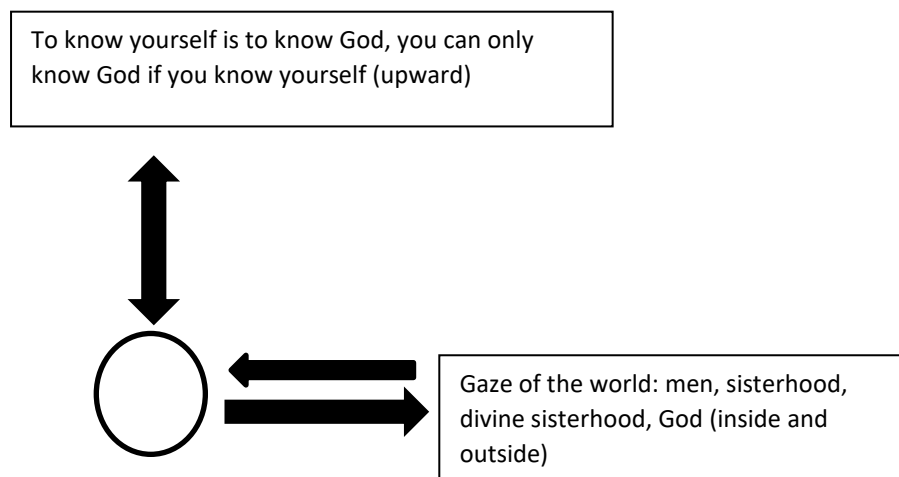 To know yourself is to know God, you can only
know God if you know yourself (upward)
Gaze of the world: men, sisterhood,
divine sisterhood, God (inside and
outside)